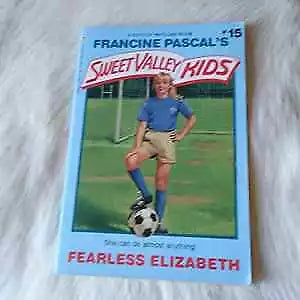 FRANCINE PASCAL'S
#15
SWEET VALLEY KIDS
She can do almost anything
FEARLESS ELIZABETH